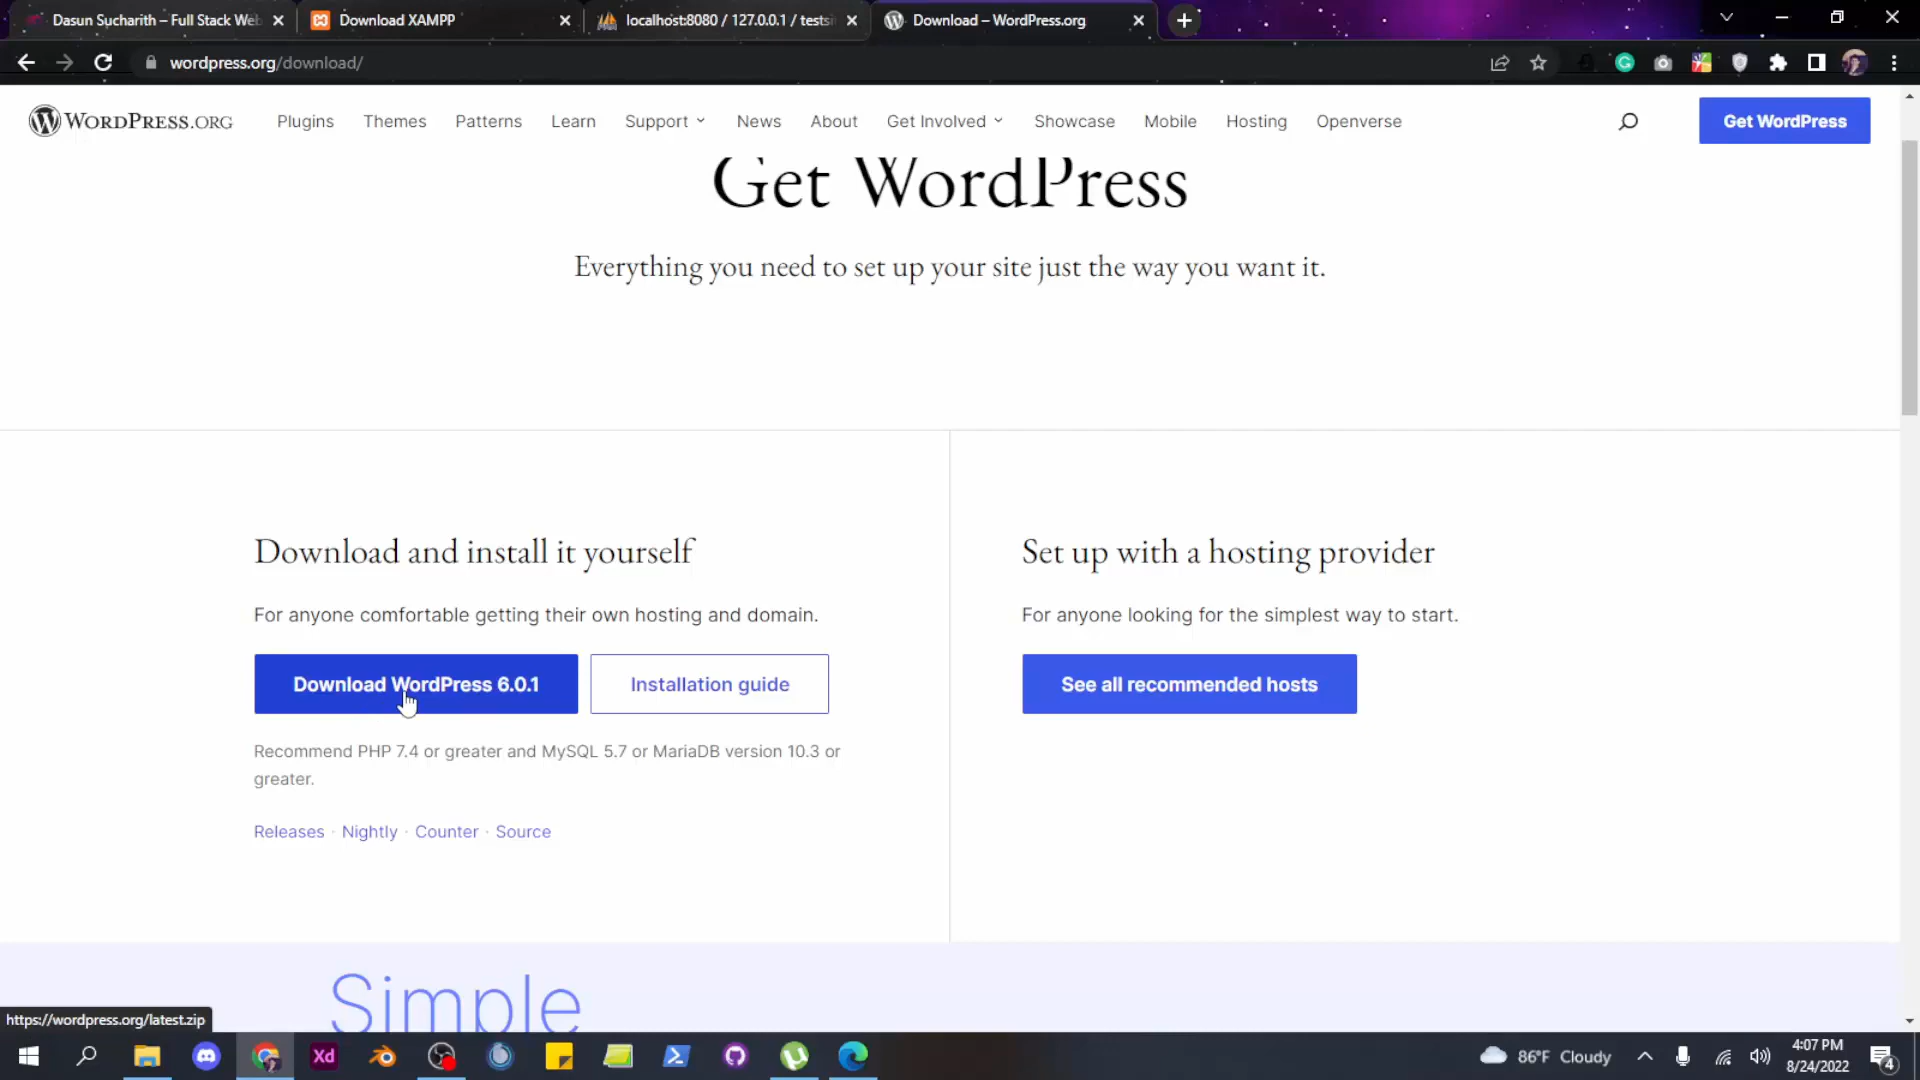 Dasun Sucharith – Full Stack Web
Download XAMPP
localhost:8080 / 127.0.0.1 / testsi
Download – WordPress.org
wordpress.org/download/
WORDPRESS.ORG
Plugins
Themes
Patterns
Learn
Support
News
About
Get Involved
Showcase
Mobile
Hosting
Openverse
Get WordPress
Get WordPress
Everything you need to set up your site just the way you want it.
Download and install it yourself
For anyone comfortable getting their own hosting and domain.
Download WordPress 6.0.1
Installation guide
Recommend PHP 7.4 or greater and MySQL 5.7 or MariaDB version 10.3 or
greater.
Releases · Nightly · Counter · Source
Set up with a hosting provider
For anyone looking for the simplest way to start.
See all recommended hosts
Simple
https://wordpress.org/latest.zip
Xd
86°F Cloudy
4:07 PM
8/24/2022
4